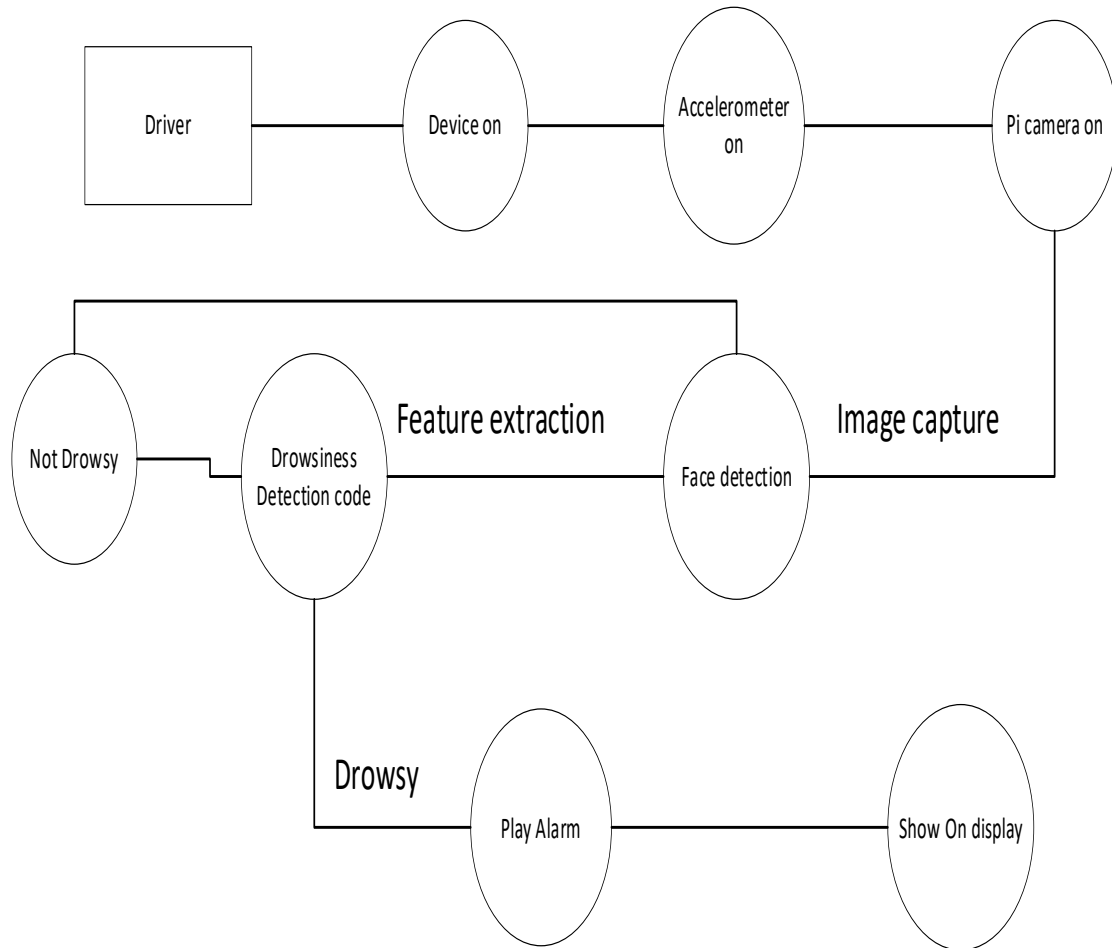 Driver
Device on
Accelerometer
on
Pi camera on
Not Drowsy
Drowsiness
Detection code
Feature extraction
Face detection
Image capture
Drowsy
Play Alarm
Show On display